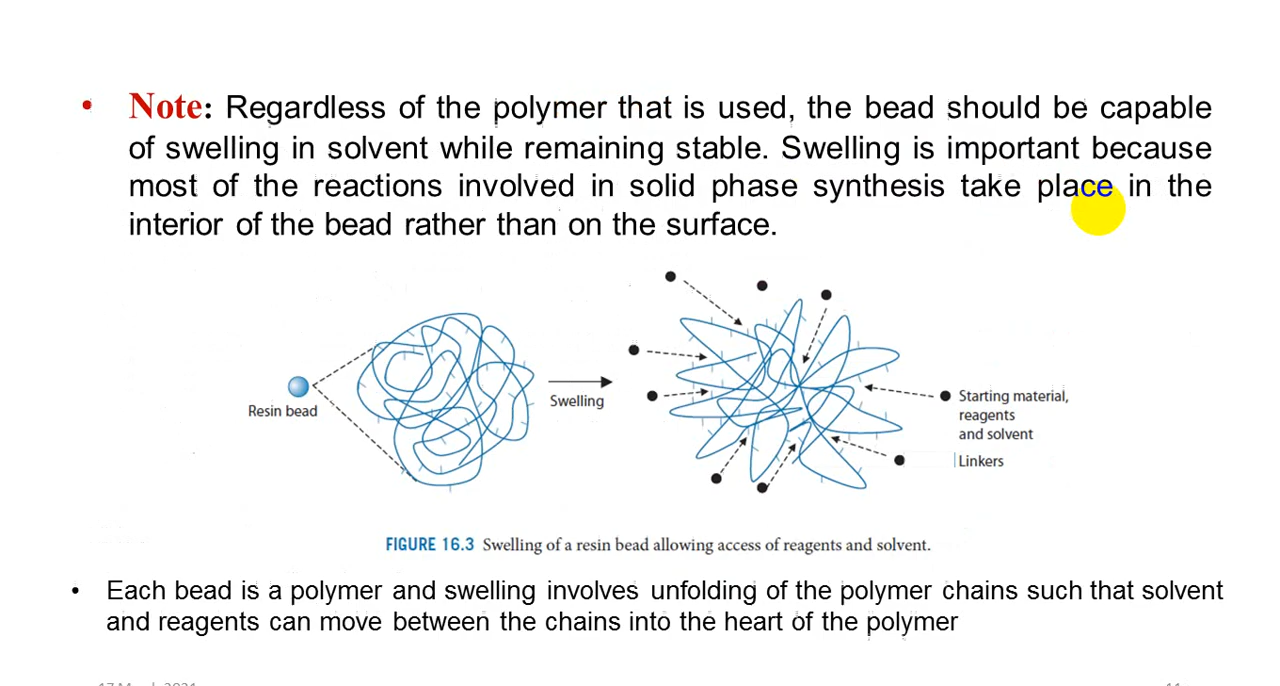 • Note: Regardless of the polymer that is used, the bead should be capable
of swelling in solvent while remaining stable. Swelling is important because
most of the reactions involved in solid phase synthesis take place in the
interior of the bead rather than on the surface.
Resin bead
Swelling
Starting material,
reagents
and solvent
Linkers
FIGURE 16.3 Swelling of a resin bead allowing access of reagents and solvent.
• Each bead is a polymer and swelling involves unfolding of the polymer chains such that solvent
and reagents can move between the chains into the heart of the polymer